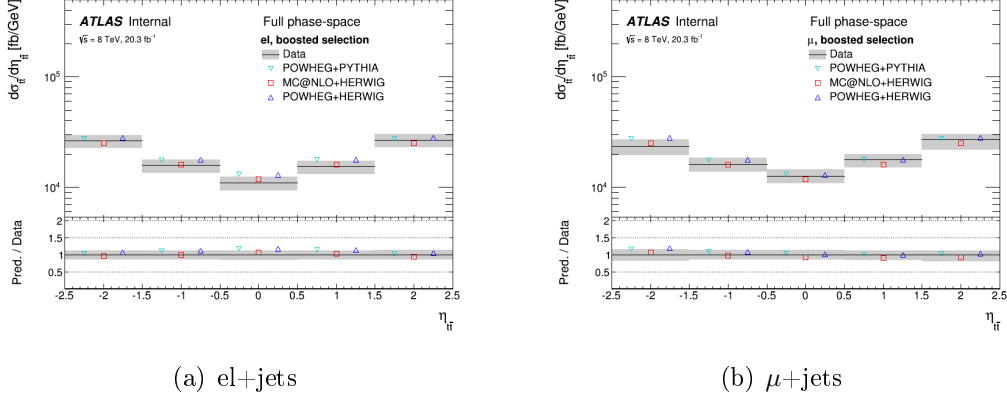 ATLAS Internal
Full phase-space
√s = 8 TeV, 20.3 fb⁻¹
el, boosted selection
Data
POWHEG+PYTHIA
MC@NLO+HERWIG
POWHEG+HERWIG
dσ_tt̄/dη_tt̄ [fb/GeV]
10⁵
10⁴
Pred. / Data
2
1.5
1
0.5
-2.5 -2 -1.5 -1 -0.5 0 0.5 1 1.5 2 2.5
η_tt̄
(a) el+jets
ATLAS Internal
Full phase-space
√s = 8 TeV, 20.3 fb⁻¹
μ, boosted selection
Data
POWHEG+PYTHIA
MC@NLO+HERWIG
POWHEG+HERWIG
dσ_tt̄/dη_tt̄ [fb/GeV]
10⁵
10⁴
Pred. / Data
2
1.5
1
0.5
-2.5 -2 -1.5 -1 -0.5 0 0.5 1 1.5 2 2.5
η_tt̄
(b) μ+jets